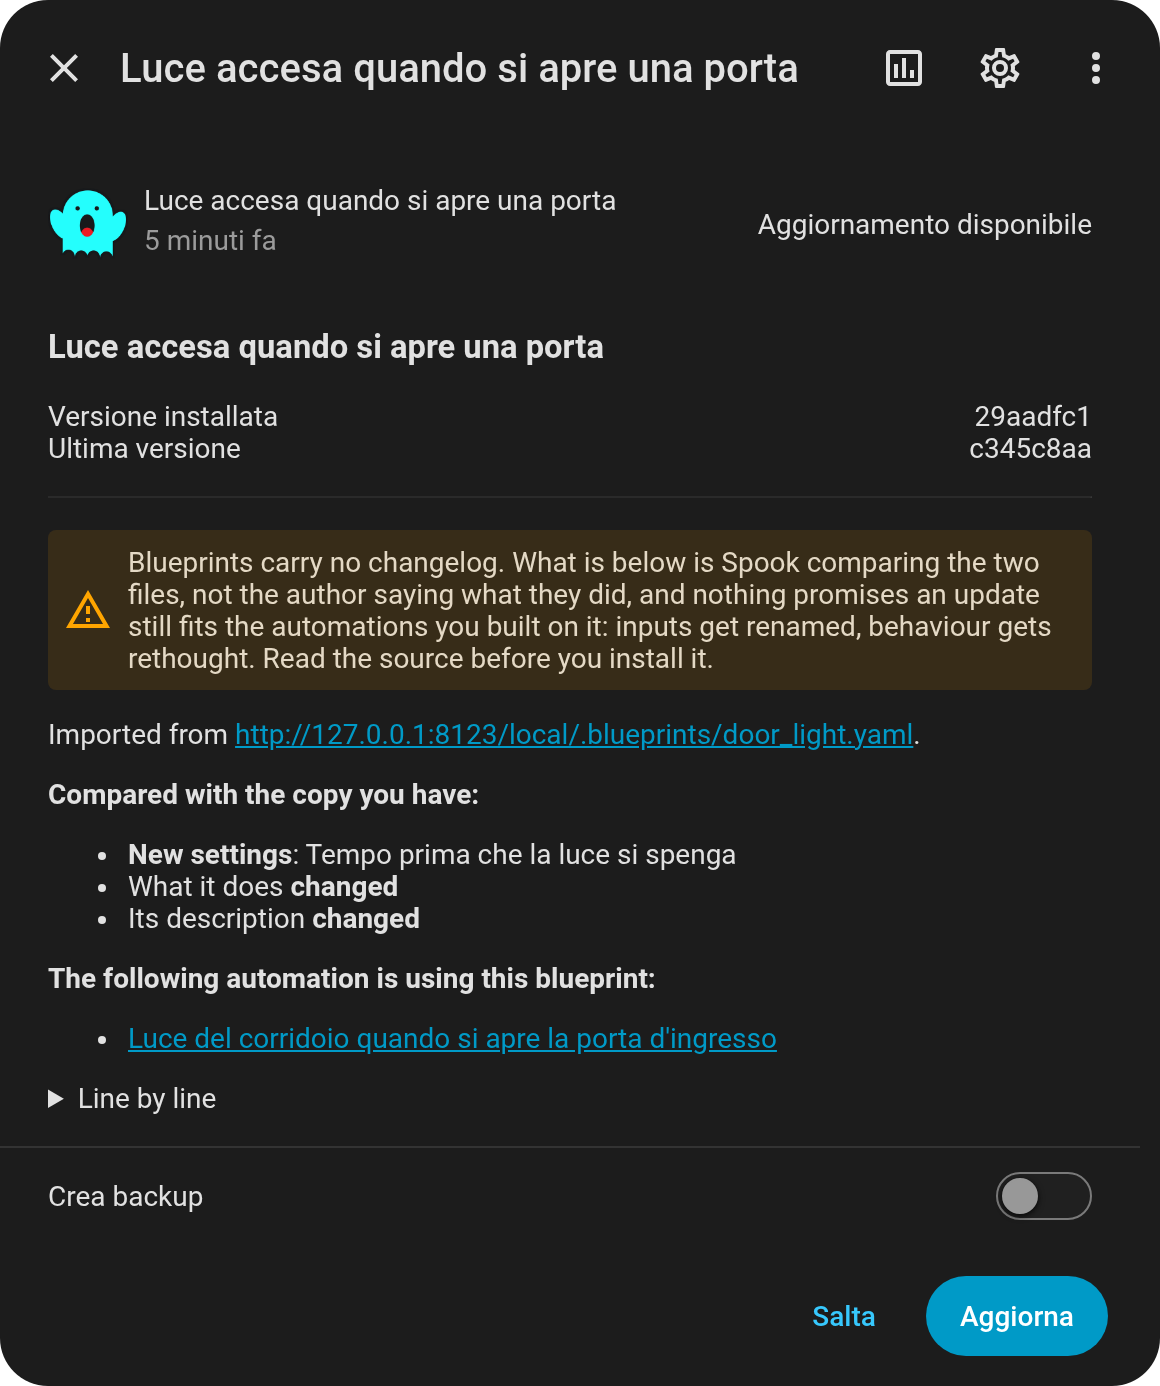 Luce accesa quando si apre una porta
Luce accesa quando si apre una porta
5 minuti fa
Aggiornamento disponibile
Luce accesa quando si apre una porta
Versione installata 29aadfc1
Ultima versione c345c8aa
Blueprints carry no changelog. What is below is Spook comparing the two
files, not the author saying what they did, and nothing promises an update
still fits the automations you built on it: inputs get renamed, behaviour gets
rethought. Read the source before you install it.
Imported from http://127.0.0.1:8123/local/.blueprints/door_light.yaml.
Compared with the copy you have:
• New settings: Tempo prima che la luce si spenga
• What it does changed
• Its description changed
The following automation is using this blueprint:
• Luce del corridoio quando si apre la porta d'ingresso
Line by line
Crea backup
Salta
Aggiorna